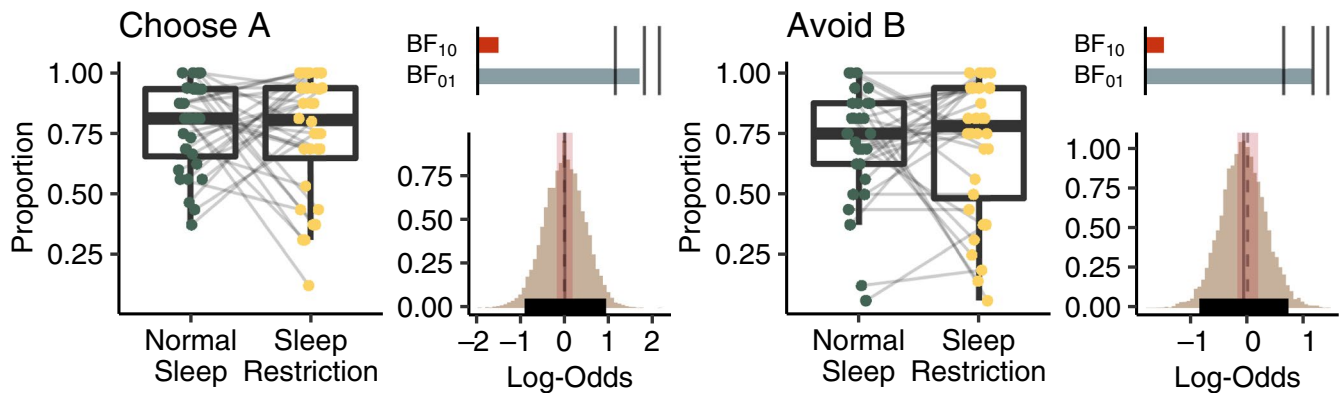 Choose A
Proportion
1.00
0.75
0.50
0.25
Normal
Sleep
Sleep
Restriction
BF₁₀
BF₀₁
0.75
0.50
0.25
0.00
−2 −1 0 1 2
Log-Odds
Avoid B
Proportion
1.00
0.75
0.50
0.25
Normal
Sleep
Sleep
Restriction
BF₁₀
BF₀₁
1.00
0.75
0.50
0.25
0.00
−1 0 1
Log-Odds